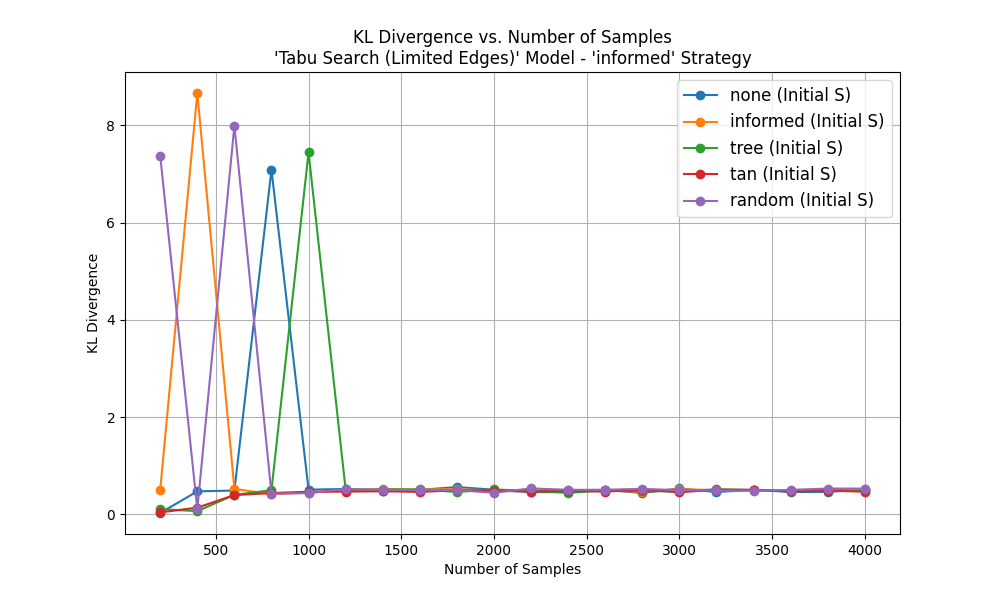 KL Divergence vs. Number of Samples
'Tabu Search (Limited Edges)' Model - 'informed' Strategy
none (Initial S)
informed (Initial S)
tree (Initial S)
tan (Initial S)
random (Initial S)
KL Divergence
8
6
4
2
0
500 1000 1500 2000 2500 3000 3500 4000
Number of Samples